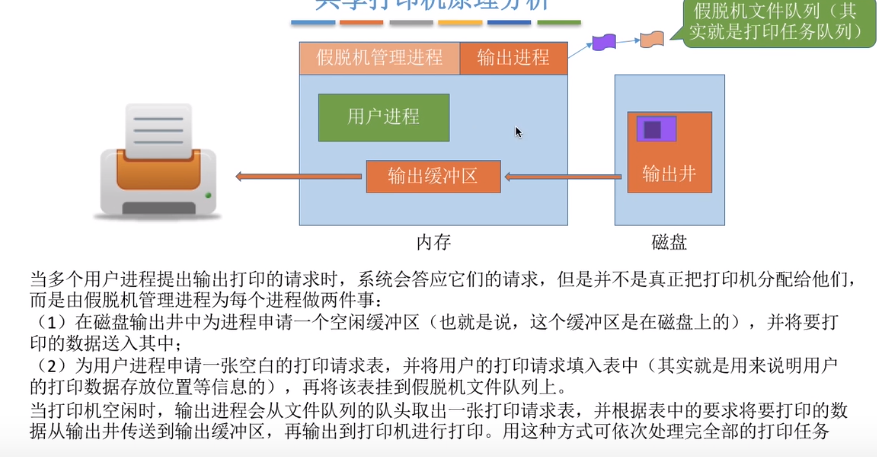 共享打印机原理分析
假脱机文件队列（其
实就是打印任务队列）
假脱机管理进程
输出进程
用户进程
输出缓冲区
输出井
内存
磁盘
当多个用户进程提出输出打印的请求时，系统会答应它们的请求，但是并不是真正把打印机分配给他们，
而是由假脱机管理进程为每个进程做两件事：
（1）在磁盘输出井中为进程申请一个空闲缓冲区（也就是说，这个缓冲区是在磁盘上的），并将要打
印的数据送入其中；
（2）为用户进程申请一张空白的打印请求表，并将用户的打印请求填入表中（其实就是用来说明用户
的打印数据存放位置等信息的），再将该表挂到假脱机文件队列上。
当打印机空闲时，输出进程会从文件队列的队头取出一张打印请求表，并根据表中的要求将要打印的数
据从输出井传送到输出缓冲区，再输出到打印机进行打印。用这种方式可依次处理完全部的打印任务